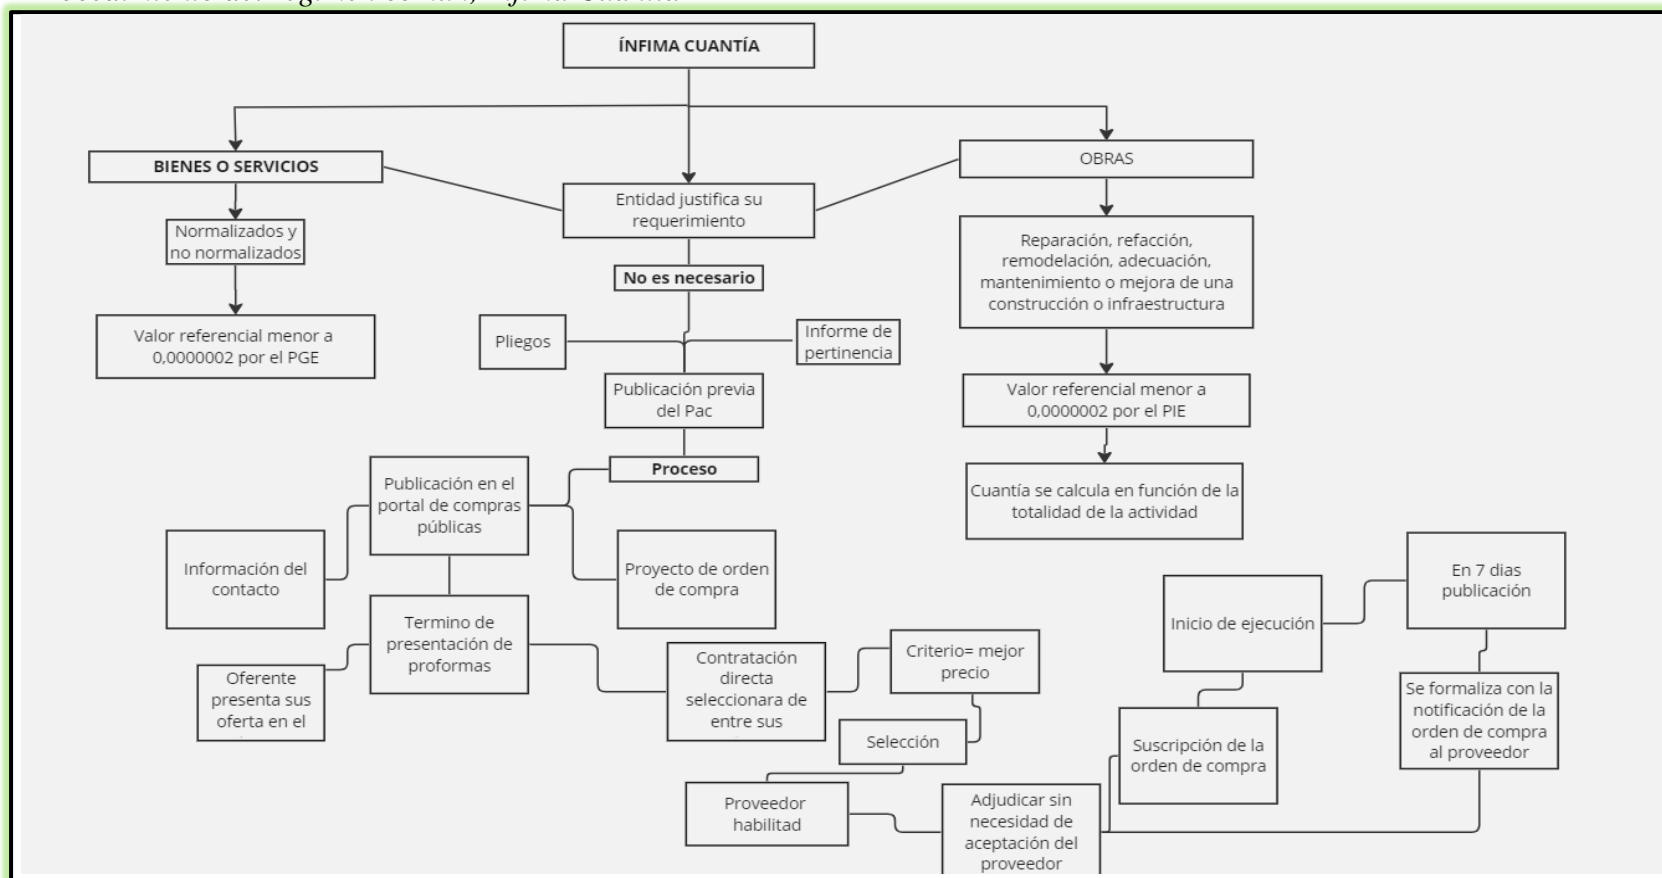 ÍNFIMA CUANTÍA
BIENES O SERVICIOS
OBRAS
Entidad justifica su
requerimiento
Normalizados y
no normalizados
No es necesario
Reparación, refacción,
remodelación, adecuación,
mantenimiento o mejora de una
construcción o infraestructura
Valor referencial menor a
0,0000002 por el PGE
Pliegos
Informe de
pertinencia
Publicación previa
del Pac
Valor referencial menor a
0,0000002 por el PIE
Proceso
Publicación en el
portal de compras
públicas
Cuantía se calcula en función de la
totalidad de la actividad
Información del
contacto
Proyecto de orden
de compra
Termino de
presentación de
proformas
Oferente
presenta sus
oferta en el
Contratación
directa
seleccionara de
entre sus
Criterio= mejor
precio
Selección
Proveedor
habilitad
Adjudicar sin
necesidad de
aceptación del
proveedor
Suscripción de la
orden de compra
Inicio de ejecución
En 7 dias
publicación
Se formaliza con la
notificación de la
orden de compra
al proveedor